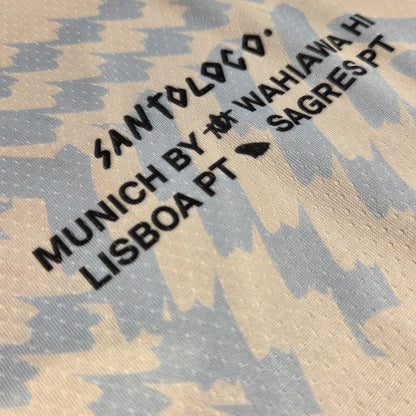 SANTOLOCO.
MUNICH BY WAHIAWA HI
LISBOA PT SAGRES PT